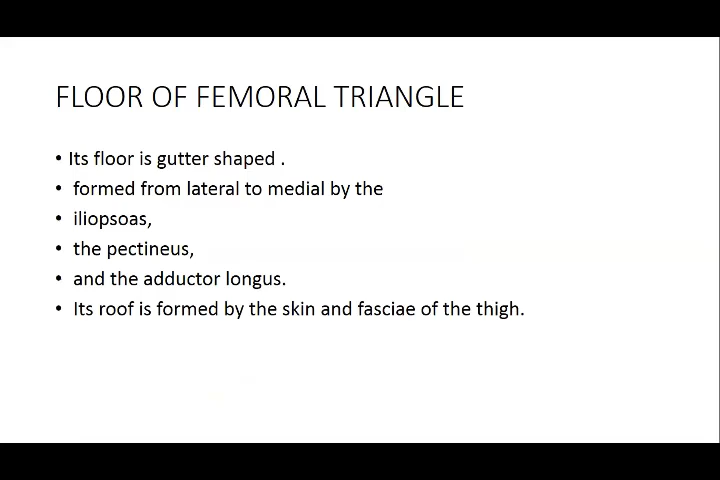 FLOOR OF FEMORAL TRIANGLE
• Its floor is gutter shaped .
• formed from lateral to medial by the
• iliopsoas,
• the pectineus,
• and the adductor longus.
• Its roof is formed by the skin and fasciae of the thigh.